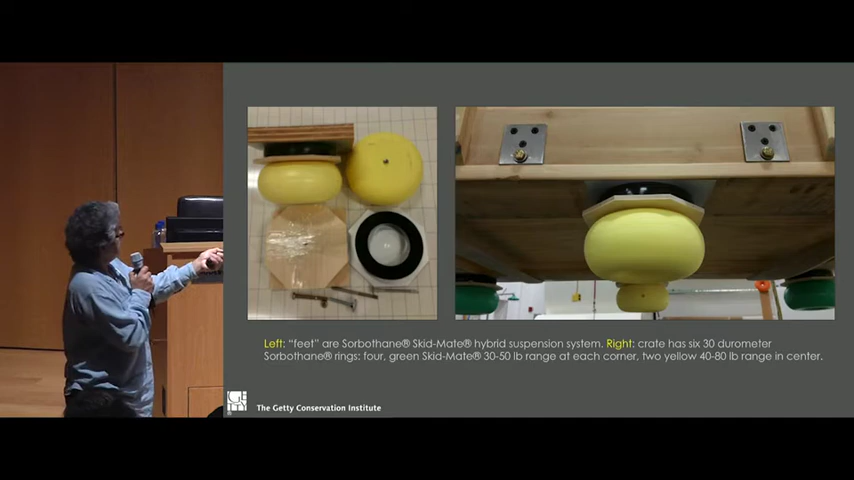 Left: "feet" are Sorbothane® Skid-Mate® hybrid suspension system. Right: crate has six 30 durometer
Sorbothane® rings: four, green Skid-Mate® 30-50 lb range at each corner, two yellow 40-80 lb range in center.
The Getty Conservation Institute